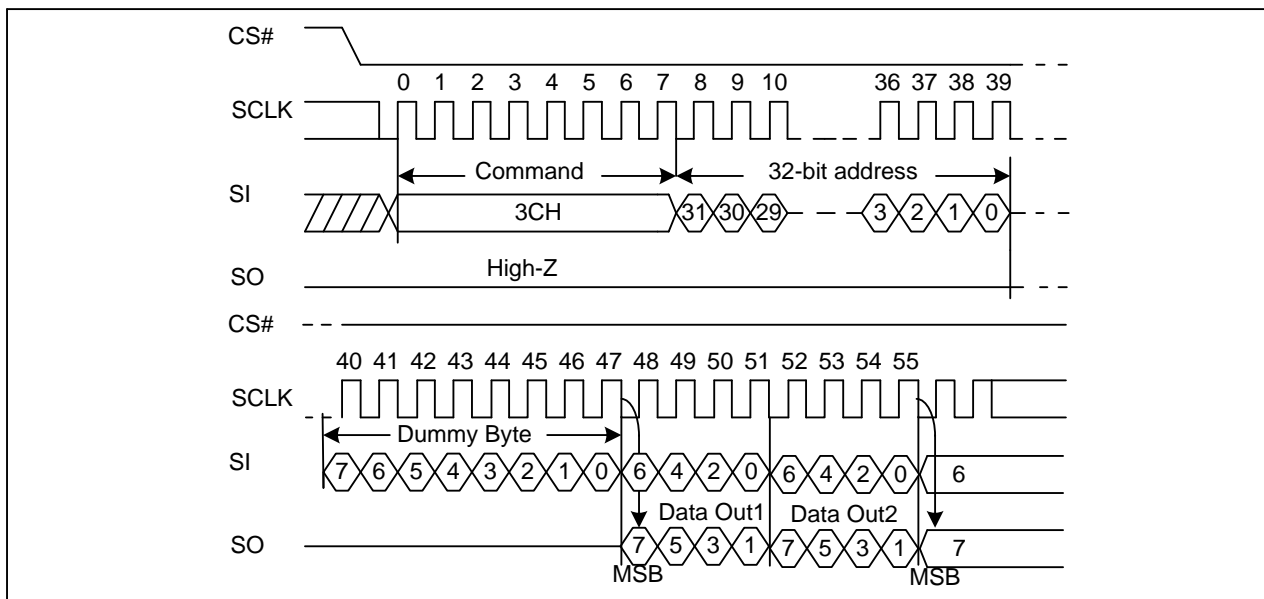 CS#
0 1 2 3 4 5 6 7 8 9 10 36 37 38 39
SCLK
Command 32-bit address
SI
3CH 31 30 29 3 2 1 0
High-Z
SO
CS#
40 41 42 43 44 45 46 47 48 49 50 51 52 53 54 55
SCLK
Dummy Byte
SI
7 6 5 4 3 2 1 0 6 4 2 0 6 4 2 0 6
Data Out1 Data Out2
SO
7 5 3 1 7 5 3 1 7
MSB MSB